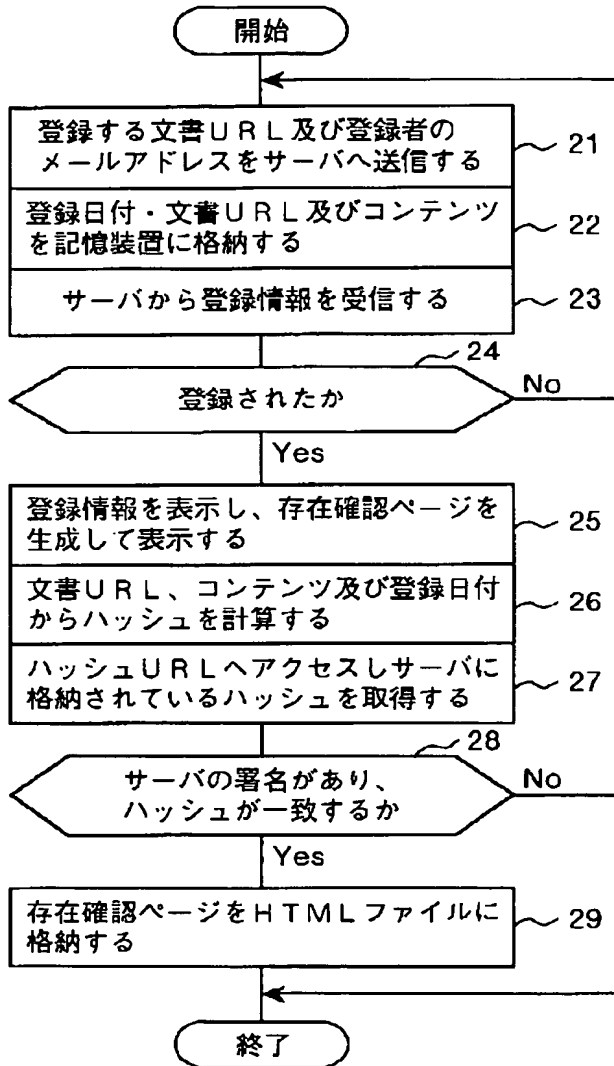 開始
登録する文書URL及び登録者の
メールアドレスをサーバへ送信する
21
登録日付・文書URL及びコンテンツ
を記憶装置に格納する
22
サーバから登録情報を受信する
23
24
登録されたか
No
Yes
登録情報を表示し、存在確認ページを
生成して表示する
25
文書URL、コンテンツ及び登録日付
からハッシュを計算する
26
ハッシュURLへアクセスしサーバに
格納されているハッシュを取得する
27
28
サーバの署名があり、
ハッシュが一致するか
No
Yes
存在確認ページをHTMLファイルに
格納する
29
終了